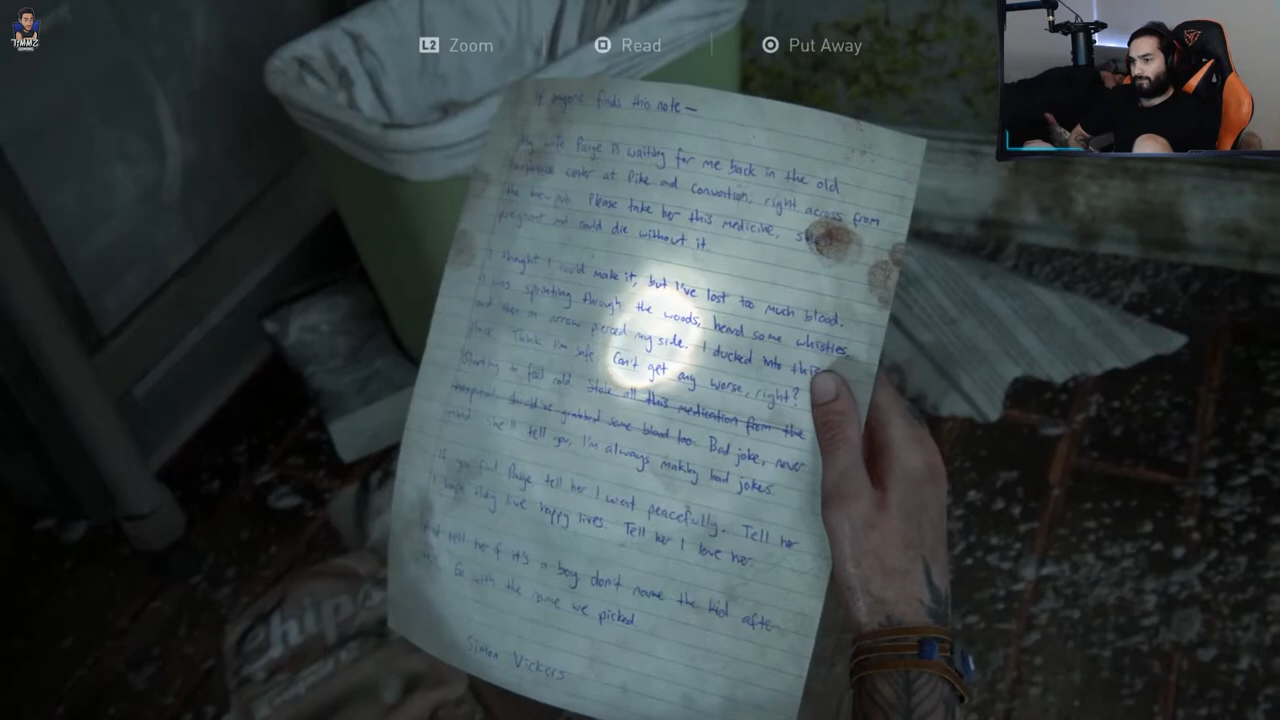 TIMMZ
L2 Zoom
Read
Put Away
If anyone finds this note —
My wife Paige is waiting for me back in the old
conference center at Pike and Convention, right across from
the brewpub. Please take her this medicine, she
pregnant and could die without it.
I thought I could make it, but I've lost too much blood.
I was sprinting through the woods, heard some whistles
and then an arrow pierced my side. I ducked into this
place. Think I'm safe. Can't get any worse, right?
Starting to feel cold. Stole all this medication from the
hospital, should've grabbed some blood too. Bad joke, never
mind. She'll tell you, I'm always making bad jokes
If you find Paige tell her I went peacefully. Tell her
I hope they live happy lives. Tell her I love her.
And tell her if it's a boy don't name the kid after
me. Go with the name we picked.
Simon Vickers
Chips